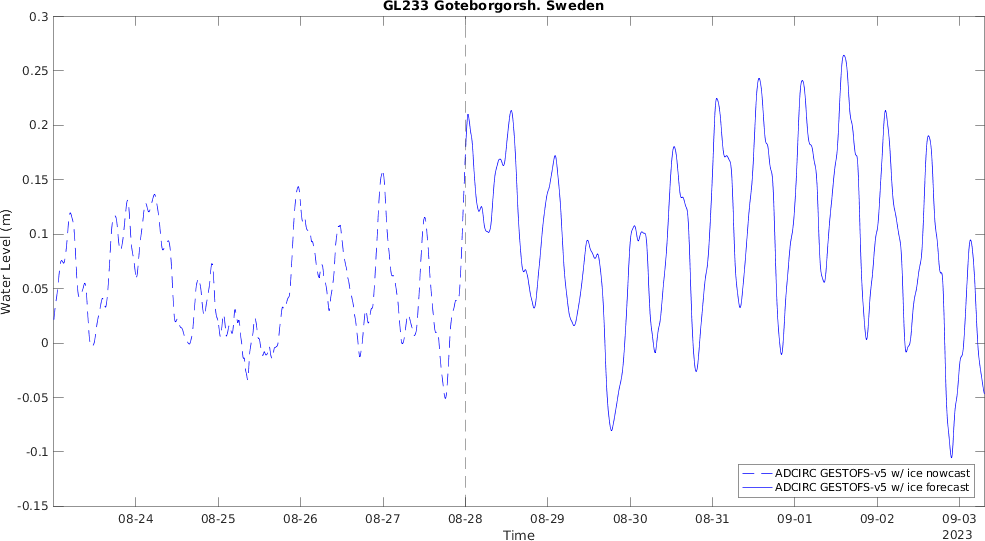 GL233 Goteborgorsh. Sweden
0.3
0.25
0.2
0.15
0.1
0.05
0
-0.05
-0.1
-0.15
Water Level (m)
ADCIRC GESTOFS-v5 w/ ice nowcast
ADCIRC GESTOFS-v5 w/ ice forecast
08-24 08-25 08-26 08-27 08-28 08-29 08-30 08-31 09-01 09-02 09-03
Time 2023